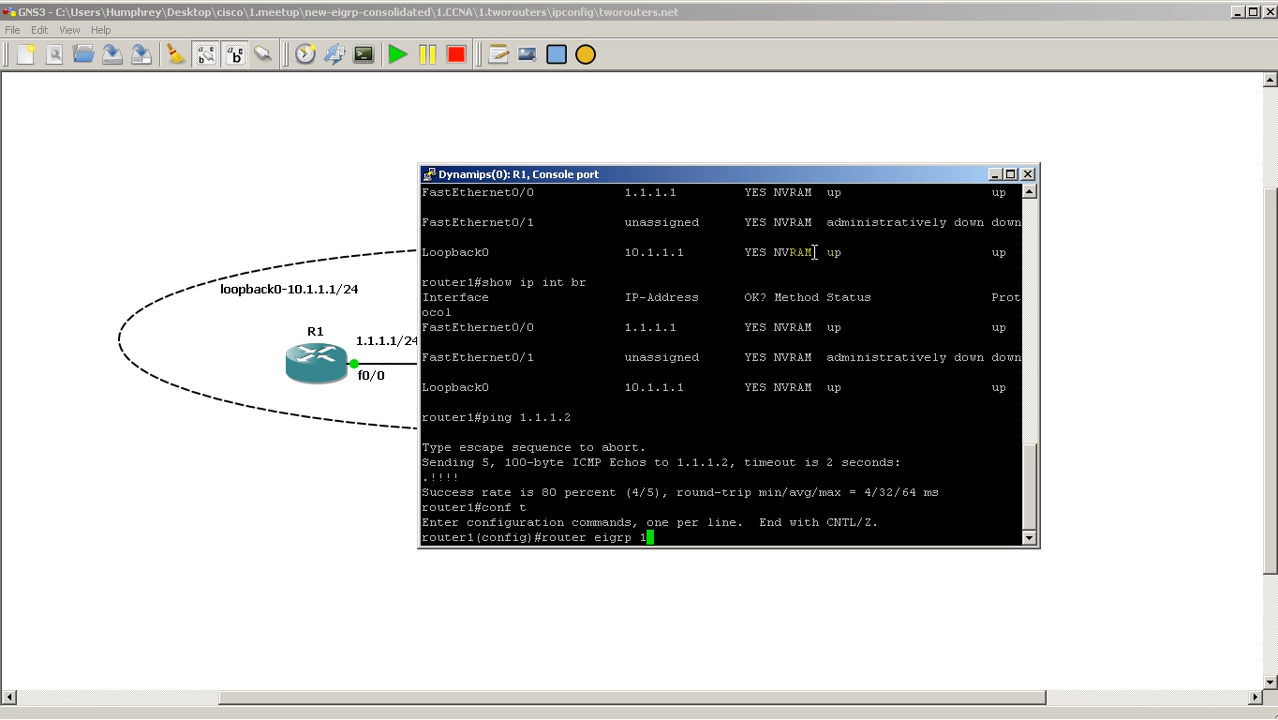 GNS3 - C:\Users\Humphrey\Desktop\cisco\1.meetup\new-eigrp-consolidated\1.CCNA\1.tworouters\ipconfig\tworouters.net
File Edit View Help
loopback0-10.1.1.1/24
R1
1.1.1.1/24
f0/0
Dynamips(0): R1, Console port
FastEthernet0/0 1.1.1.1 YES NVRAM up up
FastEthernet0/1 unassigned YES NVRAM administratively down down
Loopback0 10.1.1.1 YES NVRAM up up
router1#show ip int br
Interface IP-Address OK? Method Status Prot
ocol
FastEthernet0/0 1.1.1.1 YES NVRAM up up
FastEthernet0/1 unassigned YES NVRAM administratively down down
Loopback0 10.1.1.1 YES NVRAM up up
router1#ping 1.1.1.2
Type escape sequence to abort.
Sending 5, 100-byte ICMP Echos to 1.1.1.2, timeout is 2 seconds:
.!!!!
Success rate is 80 percent (4/5), round-trip min/avg/max = 4/32/64 ms
router1#conf t
Enter configuration commands, one per line.  End with CNTL/Z.
router1(config)#router eigrp 1